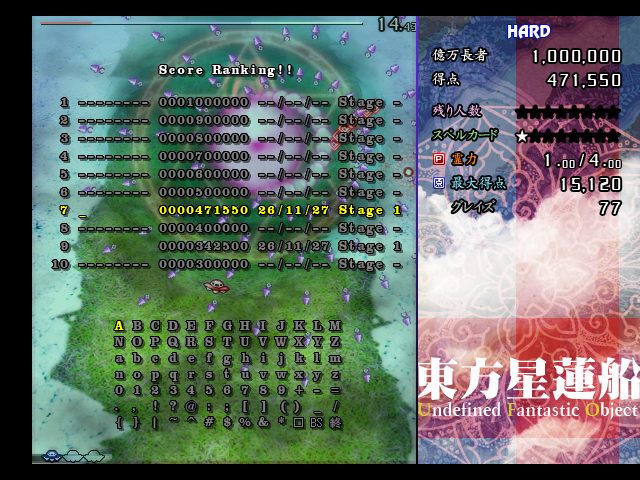 14.43
Score Ranking!!
1 -------- 0001000000 --/--/-- Stage -
2 -------- 0000900000 --/--/-- Stage -
3 -------- 0000800000 --/--/-- Stage -
4 -------- 0000700000 --/--/-- Stage -
5 -------- 0000600000 --/--/-- Stage -
6 -------- 0000500000 --/--/-- Stage -
7 _ 0000471550 26/11/27 Stage 1
8 -------- 0000400000 --/--/-- Stage -
9 -------- 0000342500 26/11/27 Stage 1
10 -------- 0000300000 --/--/-- Stage -
A B C D E F G H I J K L M
N O P Q R S T U V W X Y Z
a b c d e f g h i j k l m
n o p q r s t u v w x y z
0 1 2 3 4 5 6 7 8 9 + - =
. , ! ? @ : ; [ ] ( ) _ /
{ } | ~ ^ # $ % & * □ BS 終
HARD
億万長者 1,000,000
得点 471,550
残り人数
スペルカード
P 霊力 1.00/4.00
点 最大得点 15,120
グレイズ 77
東方星蓮船
Undefined Fantastic Object